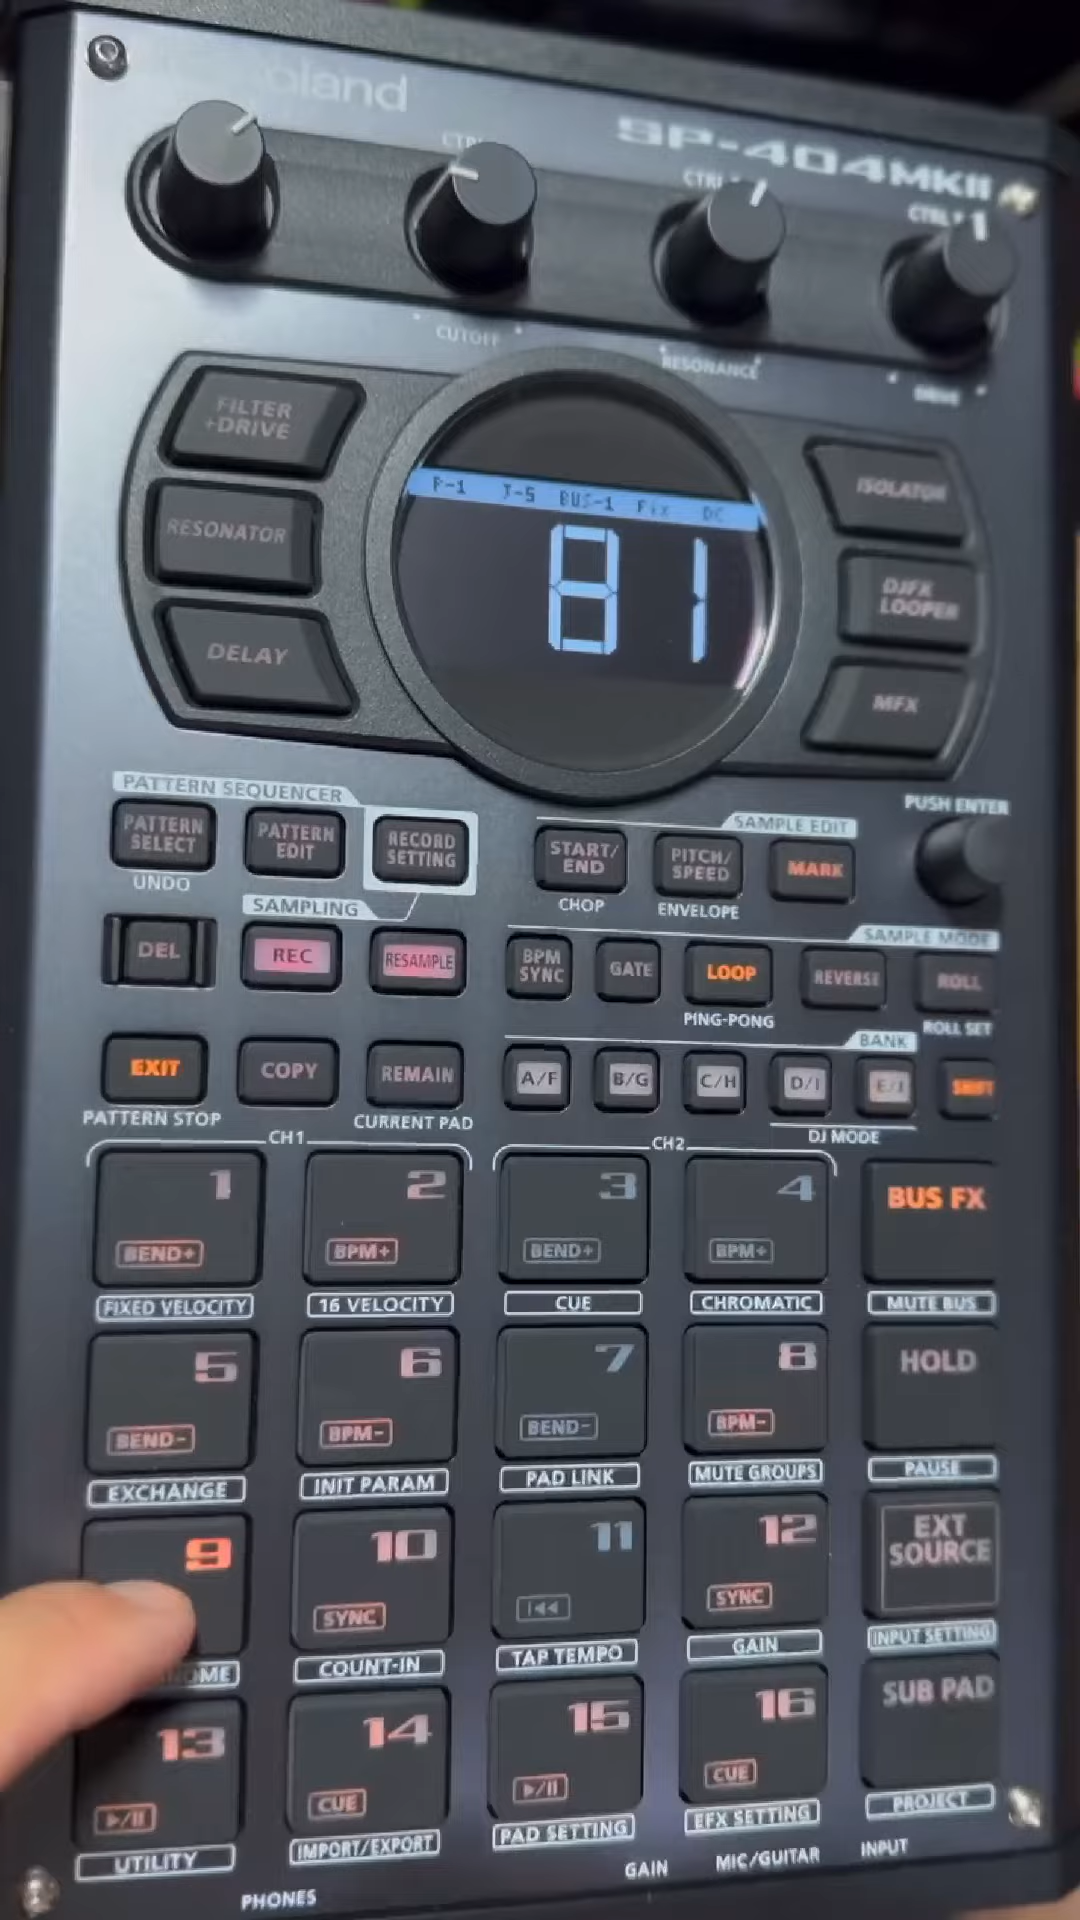 oland
SP-404MKII
CTRL
CUTOFF
RESONANCE
DRIVE
FILTER
+DRIVE
RESONATOR
DELAY
BUS-1 Fix DC
81
ISOLATOR
DJFX
LOOPER
MFX
PUSH ENTER
PATTERN SEQUENCER
PATTERN
SELECT
PATTERN
EDIT
RECORD
SETTING
UNDO
SAMPLE EDIT
START/
END
PITCH/
SPEED
MARK
CHOP
ENVELOPE
SAMPLING
DEL
REC
RESAMPLE
SAMPLE MODE
BPM
SYNC
GATE
LOOP
REVERSE
ROLL
PING-PONG
ROLL SET
EXIT
COPY
REMAIN
PATTERN STOP
CURRENT PAD
BANK
A/F
B/G
C/H
D/I
E/J
SHIFT
DJ MODE
CH1
CH2
1
BEND+
2
BPM+
3
BEND+
4
BPM+
BUS FX
FIXED VELOCITY
16 VELOCITY
CUE
CHROMATIC
MUTE BUS
5
BEND-
6
BPM-
7
BEND-
8
BPM-
HOLD
EXCHANGE
INIT PARAM
PAD LINK
MUTE GROUPS
PAUSE
9
10
SYNC
11
12
SYNC
EXT
SOURCE
NOME
COUNT-IN
TAP TEMPO
GAIN
INPUT SETTING
13
14
CUE
15
16
CUE
SUB PAD
UTILITY
IMPORT/EXPORT
PAD SETTING
EFX SETTING
PROJECT
PHONES
GAIN
MIC/GUITAR
INPUT